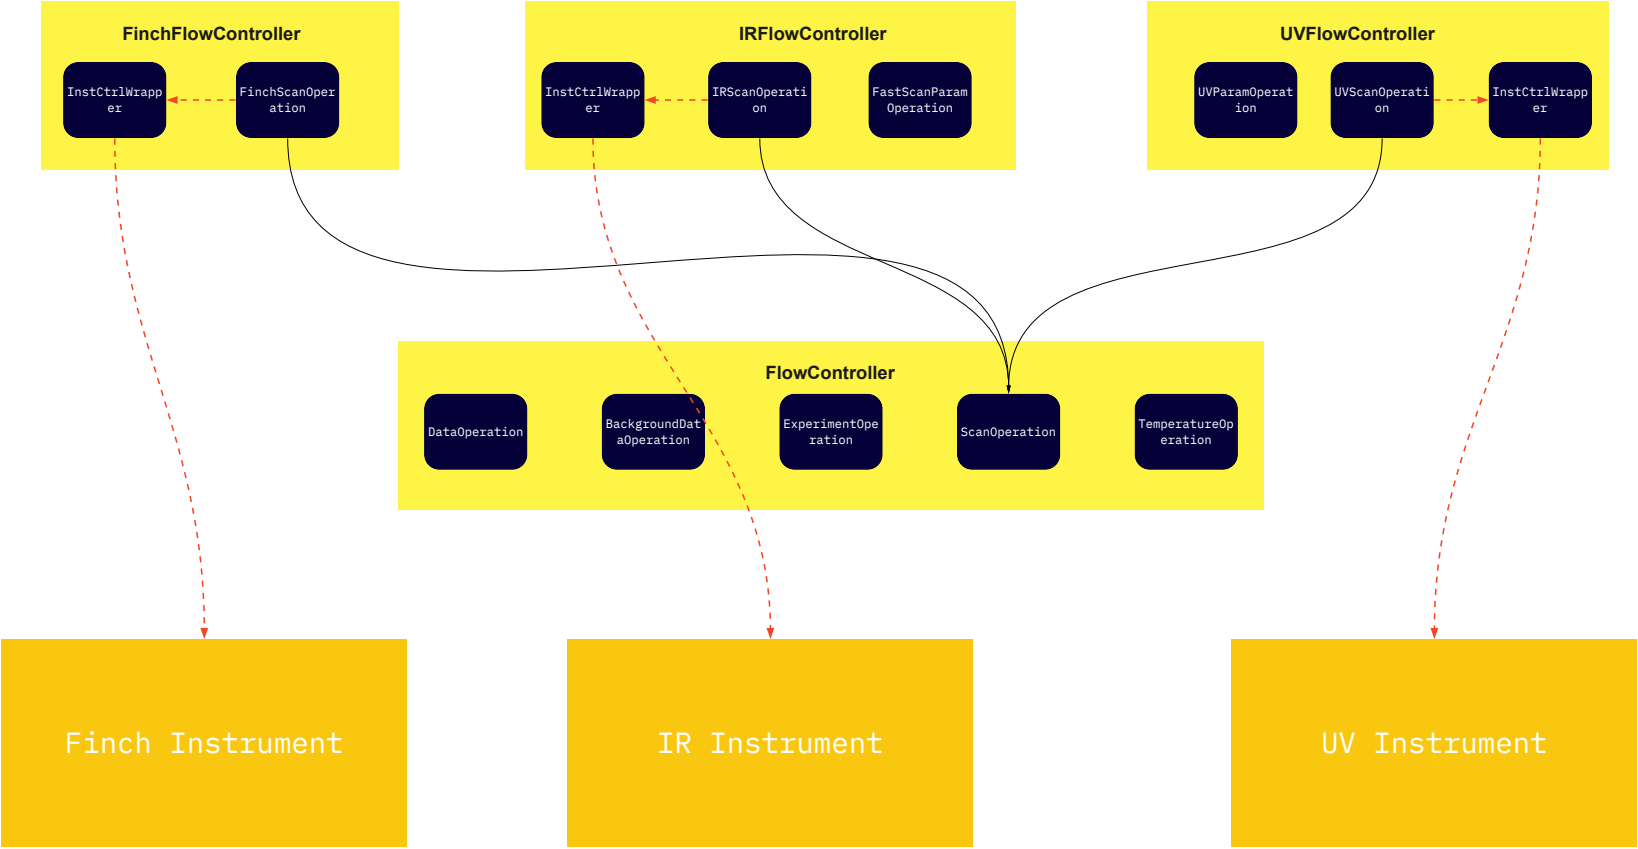 FinchFlowController
InstCtrlWrapp
er
FinchScanOper
ation
IRFlowController
InstCtrlWrapp
er
IRScanOperati
on
FastScanParam
Operation
UVFlowController
UVParamOperat
ion
UVScanOperati
on
InstCtrlWrapp
er
FlowController
DataOperation
BackgroundDat
aOperation
ExperimentOpe
ration
ScanOperation
TemperatureOp
eration
Finch Instrument
IR Instrument
UV Instrument